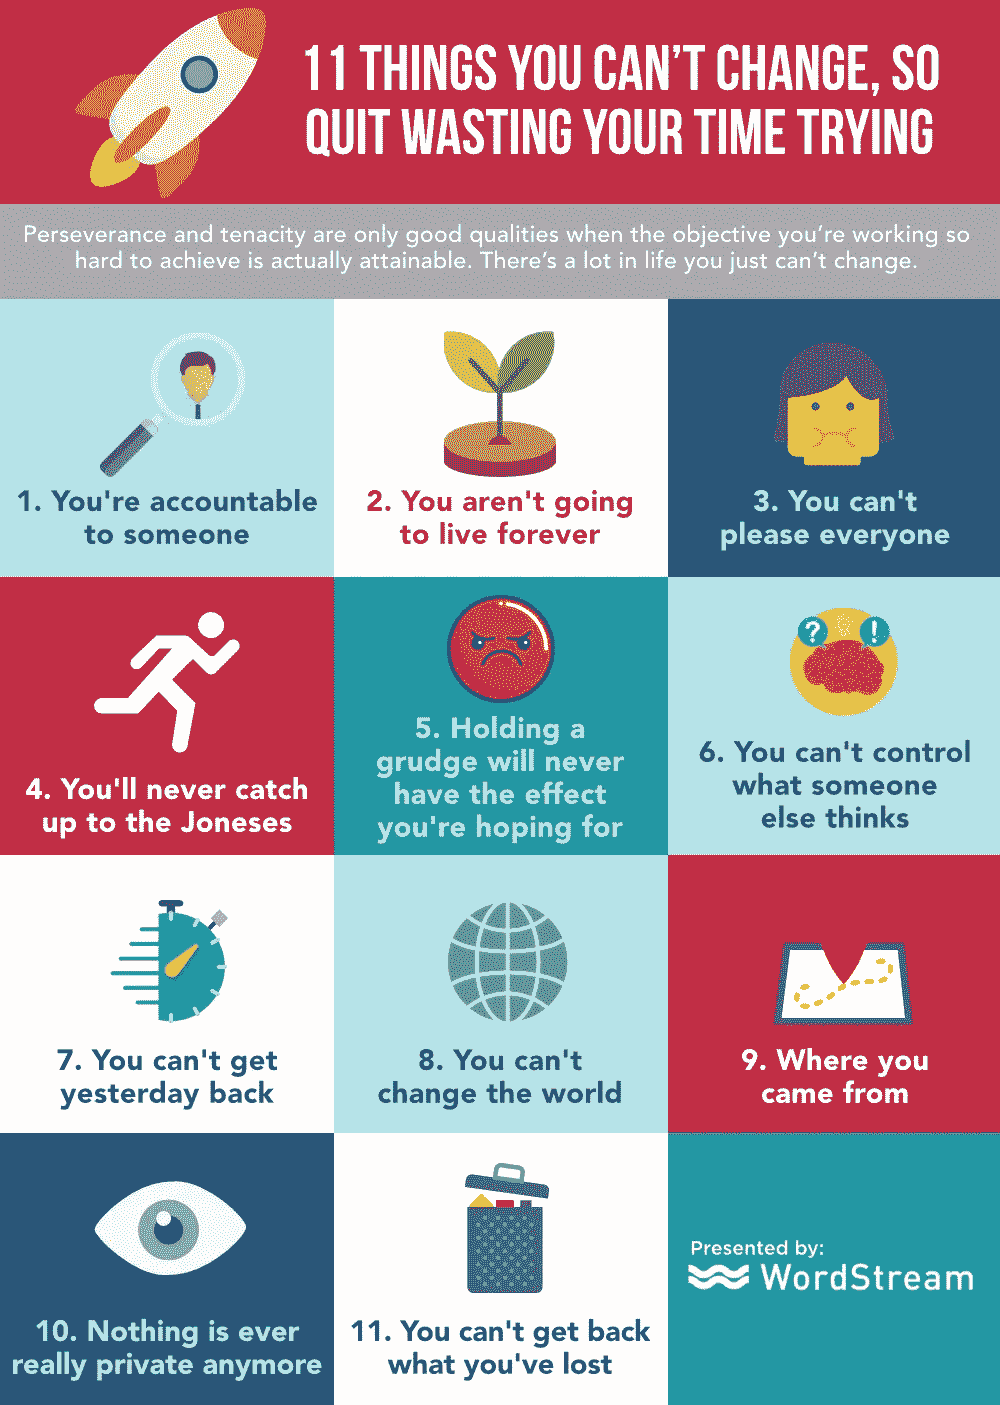 11 THINGS YOU CAN'T CHANGE, SO
QUIT WASTING YOUR TIME TRYING
Perseverance and tenacity are only good qualities when the objective you're working so
hard to achieve is actually attainable. There's a lot in life you just can't change.
1. You're accountable
to someone
2. You aren't going
to live forever
3. You can't
please everyone
4. You'll never catch
up to the Joneses
5. Holding a
grudge will never
have the effect
you're hoping for
6. You can't control
what someone
else thinks
7. You can't get
yesterday back
8. You can't
change the world
9. Where you
came from
10. Nothing is ever
really private anymore
11. You can't get back
what you've lost
Presented by:
WordStream